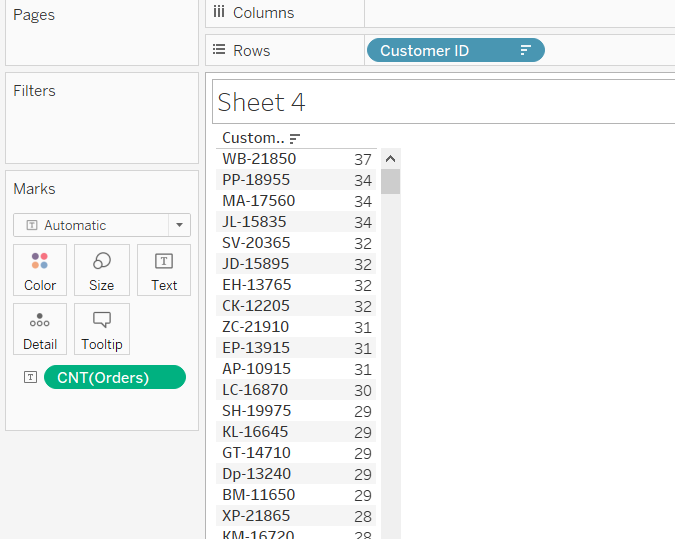 Pages
Columns
Rows
Customer ID
Filters
Sheet 4
Custom..
WB-21850 37
PP-18955 34
MA-17560 34
JL-15835 34
SV-20365 32
JD-15895 32
EH-13765 32
CK-12205 32
ZC-21910 31
EP-13915 31
AP-10915 31
LC-16870 30
SH-19975 29
KL-16645 29
GT-14710 29
Dp-13240 29
BM-11650 29
XP-21865 28
KM-16720 28
Marks
T Automatic
Color Size T Text
Detail Tooltip
T CNT(Orders)